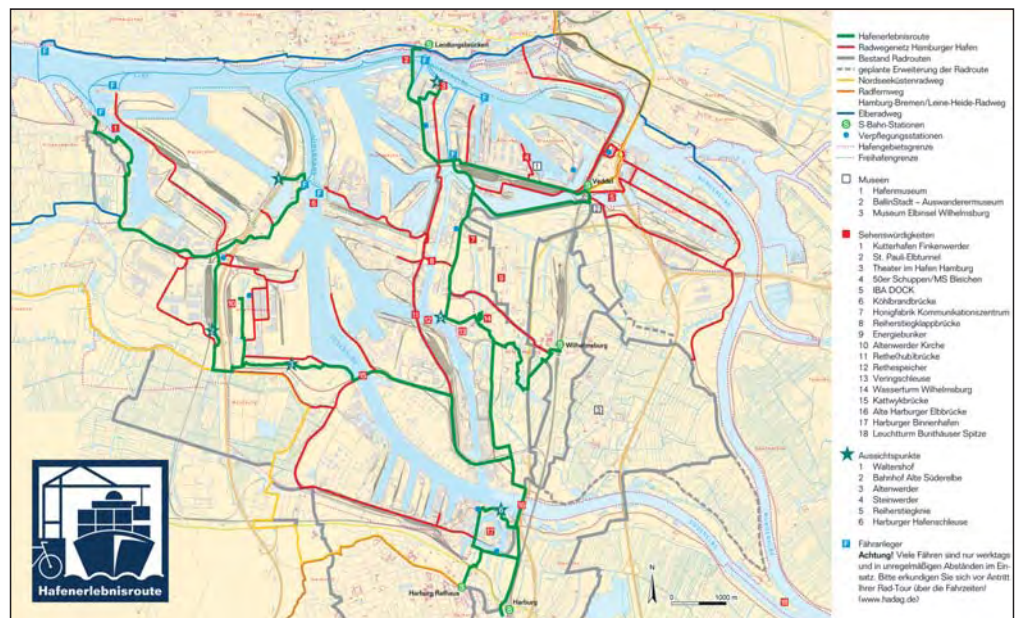 Landungsbrücken
Veddel
Wilhelmsburg
Harburg Rathaus
Harburg
N
0
1000 m
Hafenerlebnisroute
Hafenerlebnisroute
Radwegenetz Hamburger Hafen
Bestand Radrouten
geplante Erweiterung der Radroute
Nordseeküstenradweg
Radfernweg
Hamburg-Bremen/Leine-Heide-Radweg
Elberadweg
S S-Bahn-Stationen
Verpflegungsstationen
Hafengebietsgrenze
Freihafengrenze
Museen
1 Hafenmuseum
2 BallinStadt – Auswanderermuseum
3 Museum Elbinsel Wilhelmsburg
Sehenswürdigkeiten
1 Kutterhafen Finkenwerder
2 St. Pauli-Elbtunnel
3 Theater im Hafen Hamburg
4 50er Schuppen/MS Bleichen
5 IBA DOCK
6 Köhlbrandbrücke
7 Honigfabrik Kommunikationszentrum
8 Reiherstiegklappbrücke
9 Energiebunker
10 Altenwerder Kirche
11 Rethe(hub)brücke
12 Rethespeicher
13 Veringschleuse
14 Wasserturm Wilhelmsburg
15 Kattwykbrücke
16 Alte Harburger Elbbrücke
17 Harburger Binnenhafen
18 Leuchtturm Bunthäuser Spitze
Aussichtspunkte
1 Waltershof
2 Bahnhof Alte Süderelbe
3 Altenwerder
4 Steinwerder
5 Reiherstiegknie
6 Harburger Hafenschleuse
F Fähranleger
Achtung! Viele Fähren sind nur werktags
und in unregelmäßigen Abständen im Ein-
satz. Bitte erkundigen Sie sich vor Antritt
Ihrer Rad-Tour über die Fahrzeiten!
(www.hadag.de)